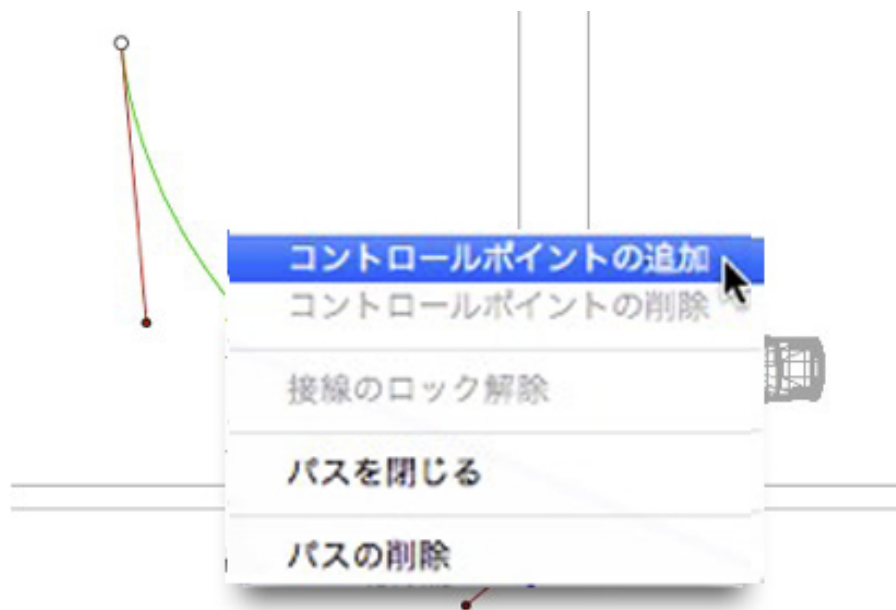 コントロールポイントの追加
コントロールポイントの削除
接線のロック解除
パスを閉じる
パスの削除